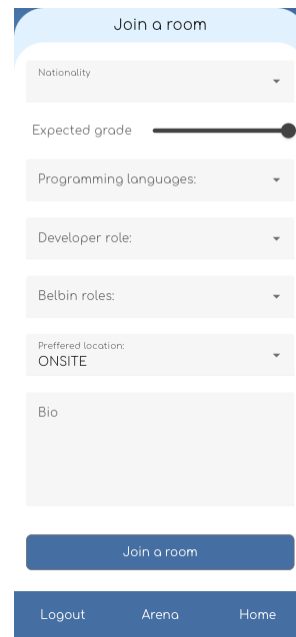 Join a room
Nationality
Expected grade
Programming languages:
Developer role:
Belbin roles:
Preffered location:
ONSITE
Bio
Join a room
Logout Arena Home